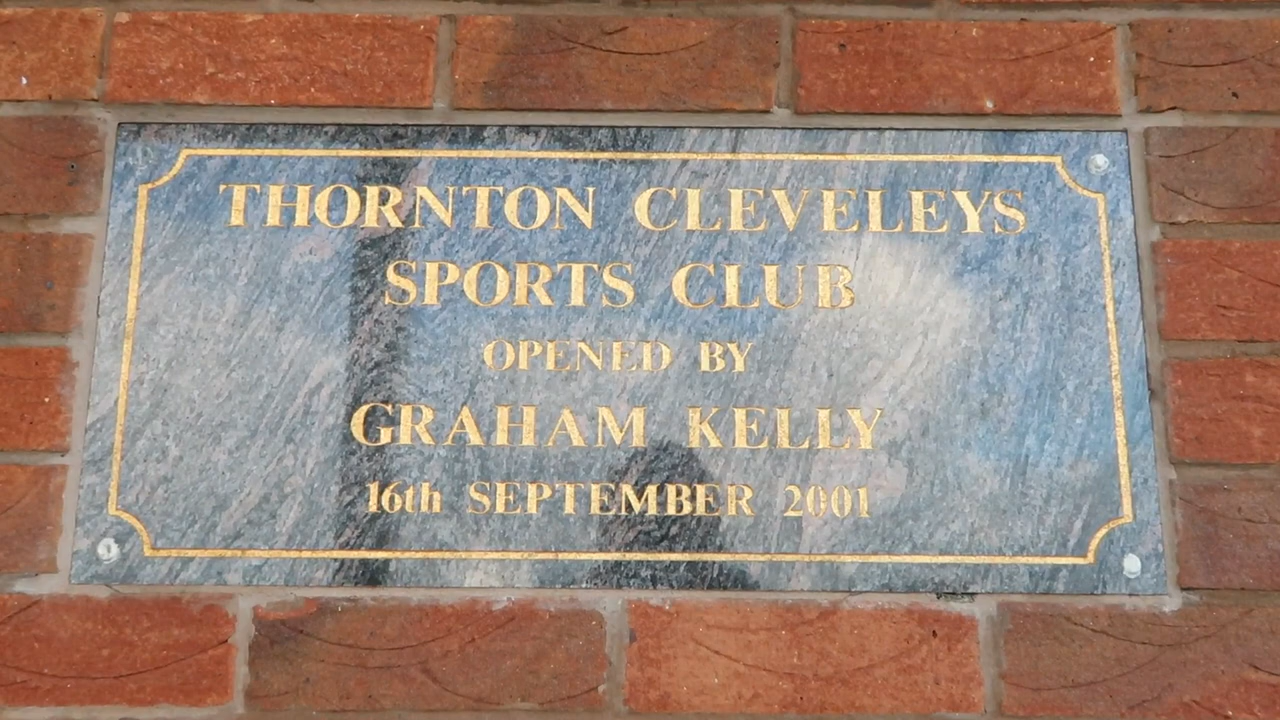 THORNTON CLEVELEYS
SPORTS CLUB
OPENED BY
GRAHAM KELLY
16th SEPTEMBER 2001